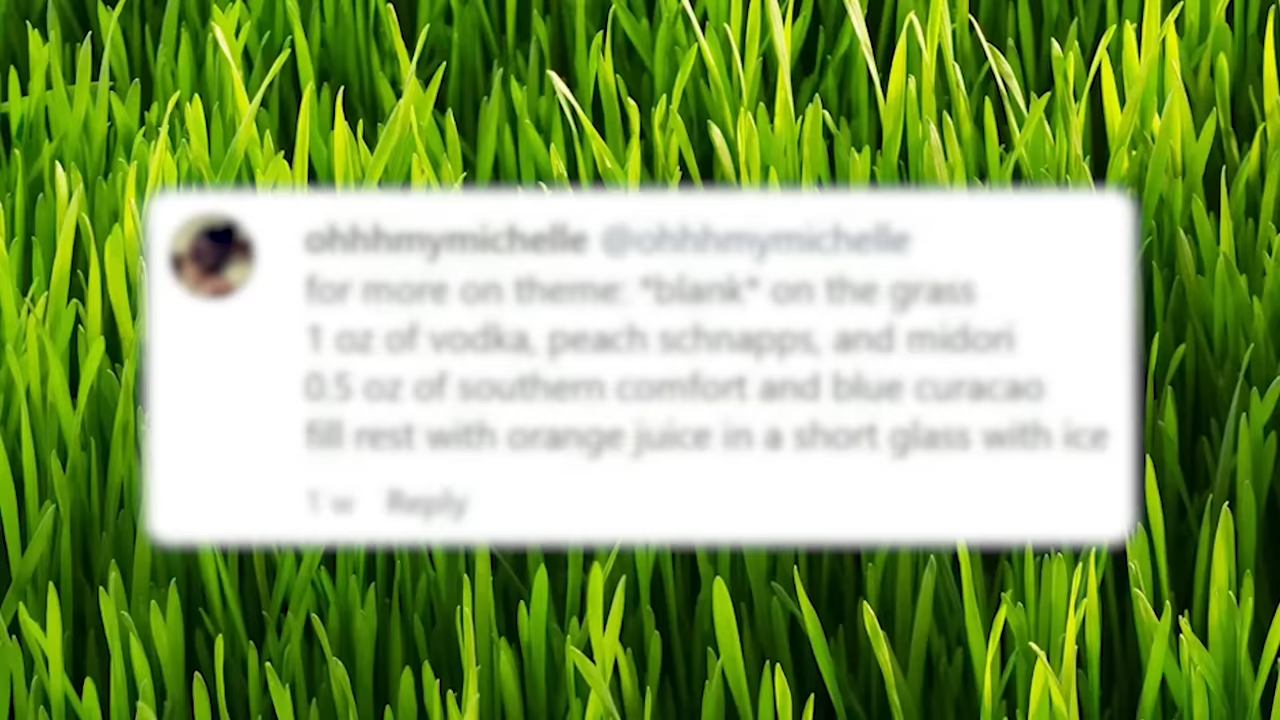 ohhhmymichelle @ohhhmymichelle
for more on theme: *blank* on the grass
1 oz of vodka, peach schnapps, and midori
0.5 oz of southern comfort and blue curacao
fill rest with orange juice in a short glass with ice
1 w Reply